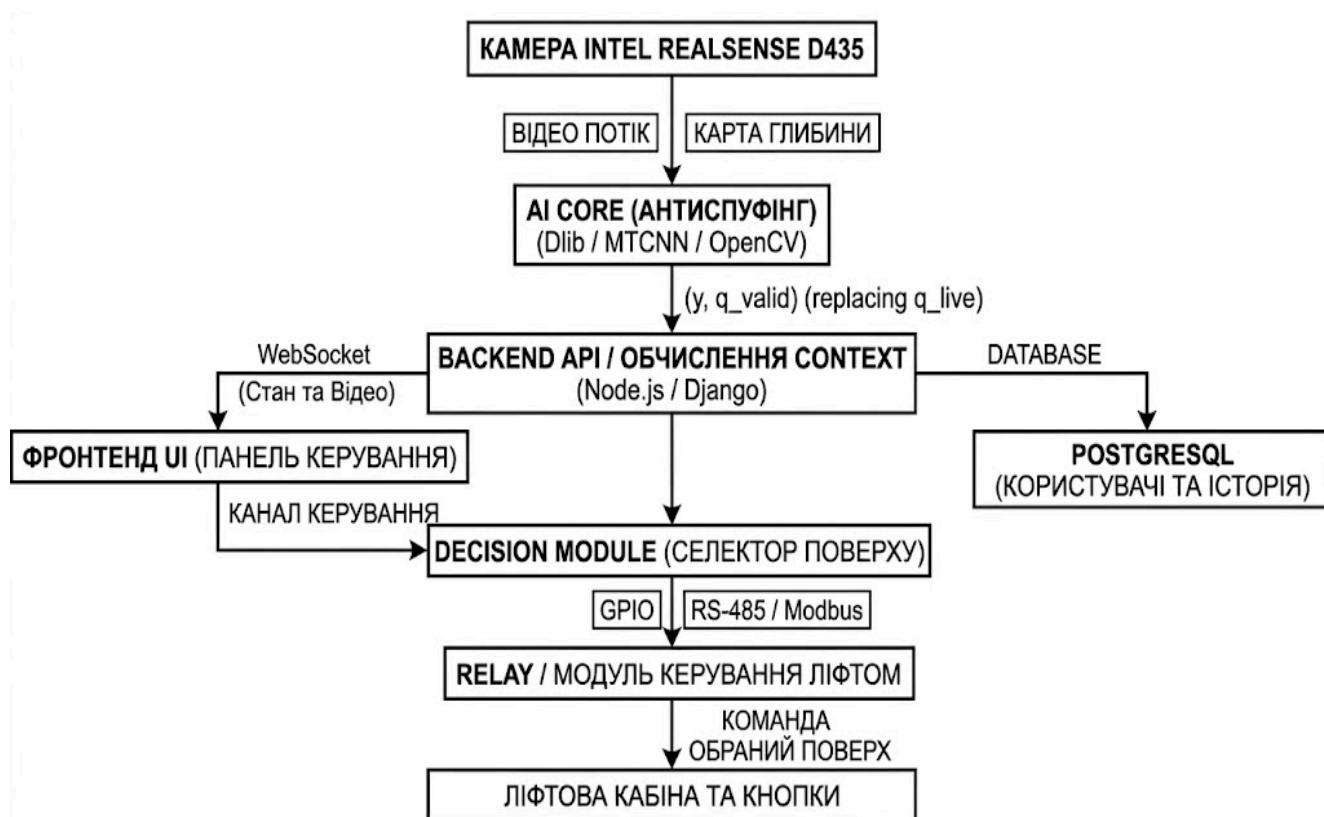 КАМЕРА INTEL REALSENSE D435
ВІДЕО ПОТІК
КАРТА ГЛИБИНИ
AI CORE (АНТИСПУФІНГ)
(Dlib / MTCNN / OpenCV)
(y, q_valid) (replacing q_live)
BACKEND API / ОБЧИСЛЕННЯ CONTEXT
(Node.js / Django)
WebSocket
(Стан та Відео)
DATABASE
ФРОНТЕНД UI (ПАНЕЛЬ КЕРУВАННЯ)
POSTGRESQL
(КОРИСТУВАЧІ ТА ІСТОРІЯ)
КАНАЛ КЕРУВАННЯ
DECISION MODULE (СЕЛЕКТОР ПОВЕРХУ)
GPIO
RS-485 / Modbus
RELAY / МОДУЛЬ КЕРУВАННЯ ЛІФТОМ
КОМАНДА
ОБРАНИЙ ПОВЕРХ
ЛІФТОВА КАБІНА ТА КНОПКИ